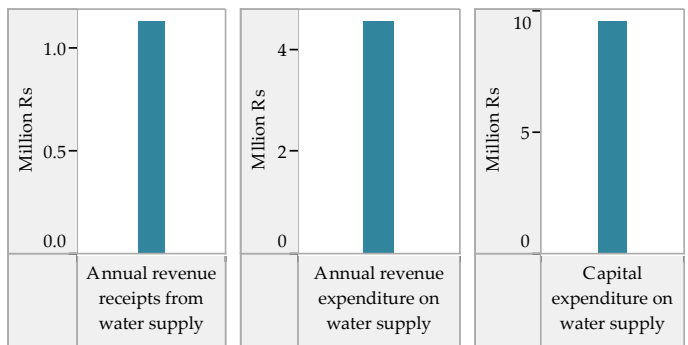 Million Rs
1.0
0.5
0.0
Annual revenue
receipts from
water supply
Mllion Rs
4
2
0
Annual revenue
expenditure on
water supply
Million Rs
10
5
0
Capital
expenditure on
water supply